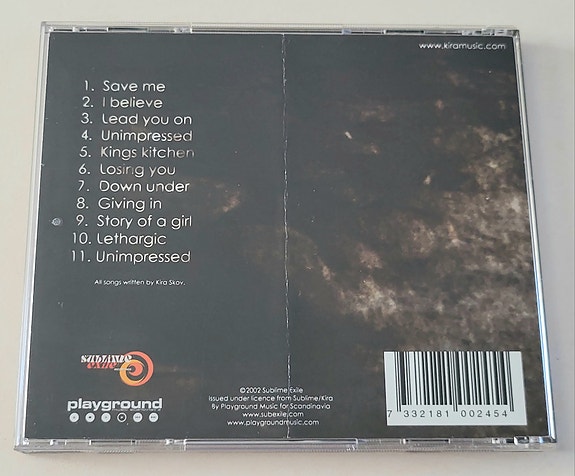 www.kiramusic.com
1. Save me
2. I believe
3. Lead you on
4. Unimpressed
5. Kings kitchen
6. Losing you
7. Down under
8. Giving in
9. Story of a girl
10. Lethargic
11. Unimpressed
All songs written by Kira Skov.
SUBLIME
EXILE
playground
©2002 Sublime Exile
Issued under licence from Sublime/Kira
By Playground Music for Scandinavia
www.subexile.com
www.playgroundmusic.com
7 332181 002454